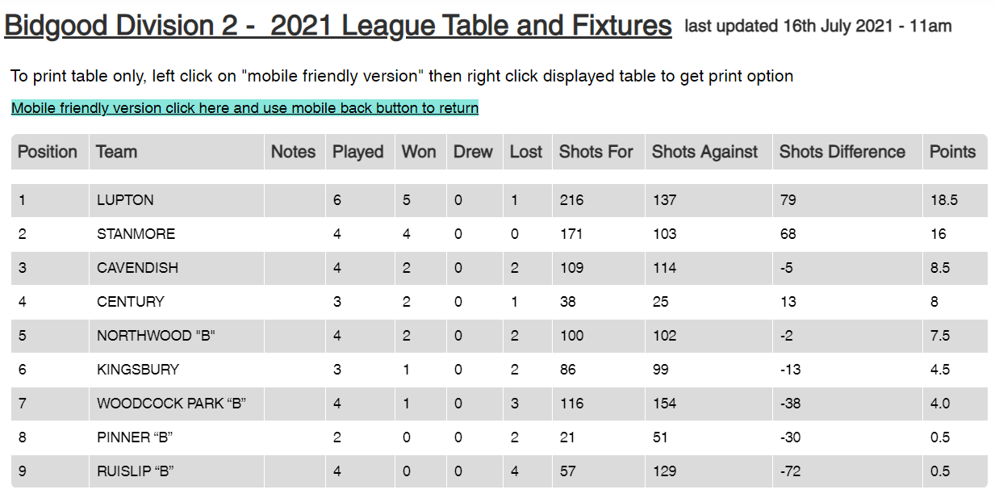 Bidgood Division 2 - 2021 League Table and Fixtures last updated 16th July 2021 - 11am
To print table only, left click on "mobile friendly version" then right click displayed table to get print option
Mobile friendly version click here and use mobile back button to return
Position Team Notes Played Won Drew Lost Shots For Shots Against Shots Difference Points
1 LUPTON 6 5 0 1 216 137 79 18.5
2 STANMORE 4 4 0 0 171 103 68 16
3 CAVENDISH 4 2 0 2 109 114 -5 8.5
4 CENTURY 3 2 0 1 38 25 13 8
5 NORTHWOOD "B" 4 2 0 2 100 102 -2 7.5
6 KINGSBURY 3 1 0 2 86 99 -13 4.5
7 WOODCOCK PARK “B” 4 1 0 3 116 154 -38 4.0
8 PINNER “B” 2 0 0 2 21 51 -30 0.5
9 RUISLIP “B” 4 0 0 4 57 129 -72 0.5